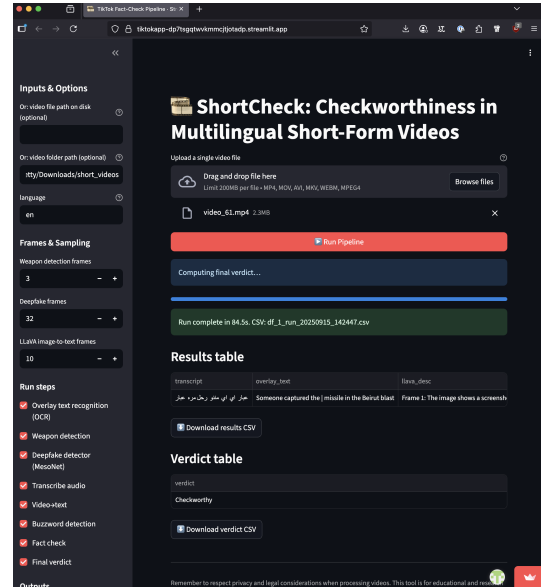 TikTok Fact-Check Pipeline · Str
tiktokapp-dp7tsgqtwvkmmcjtjotadp.streamlit.app
Inputs & Options
Or: video file path on disk
(optional)
Or: video folder path (optional)
:tty/Downloads/short_videos
language
en
Frames & Sampling
Weapon detection frames
3
Deepfake frames
32
LLaVA image-to-text frames
10
Run steps
Overlay text recognition
(OCR)
Weapon detection
Deepfake detector
(MesoNet)
Transcribe audio
Video→text
Buzzword detection
Fact check
Final verdict
Outputs
ShortCheck: Checkworthiness in
Multilingual Short-Form Videos
Upload a single video file
Drag and drop file here
Limit 200MB per file • MP4, MOV, AVI, MKV, WEBM, MPEG4
Browse files
video_61.mp4 2.3MB
Run Pipeline
Computing final verdict...
Run complete in 84.5s. CSV: df_1_run_20250915_142447.csv
Results table
transcript overlay_text llava_desc
Someone captured the | missile in the Beirut blast Frame 1: The image shows a screensh
Download results CSV
Verdict table
verdict
Checkworthy
Download verdict CSV
Remember to respect privacy and legal considerations when processing videos. This tool is for educational and